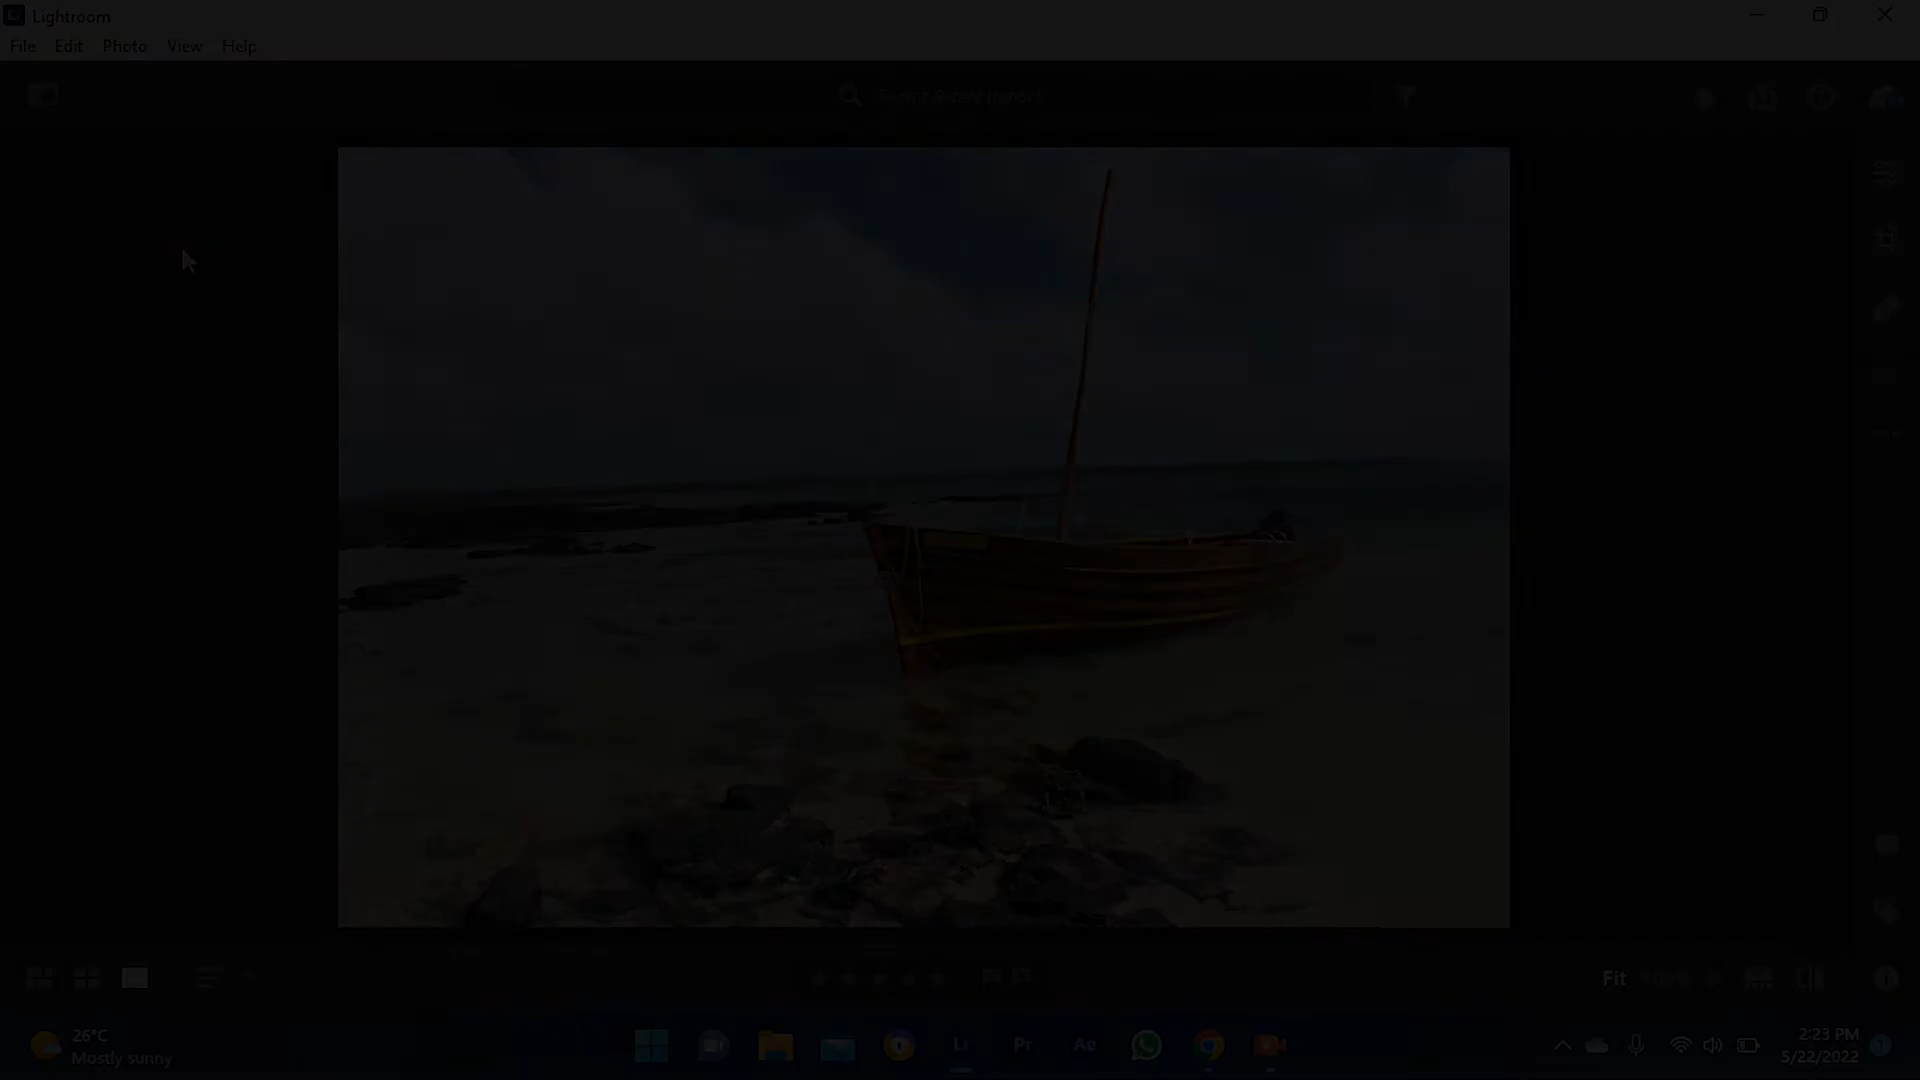 Lightroom
File Edit Photo View Help
Fit
26°C
Mostly sunny
Lr Pr Ae
2:23 PM
5/22/2022
1